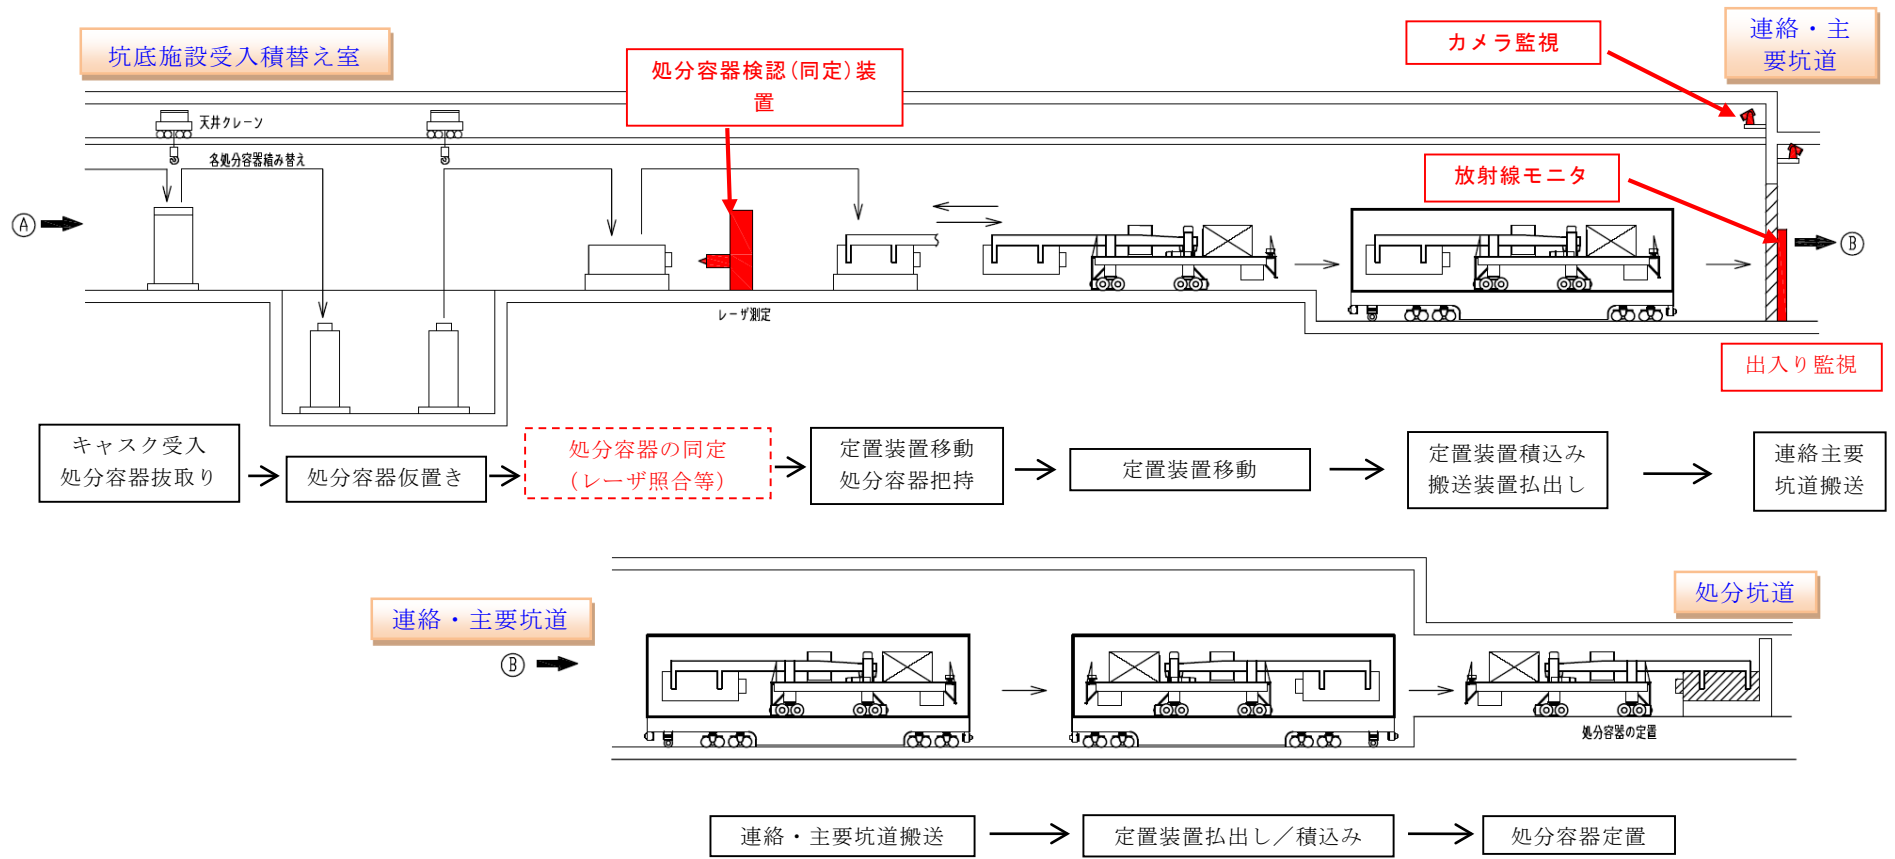 坑底施設受入積替え室
処分容器検認(同定)装
置
カメラ監視
連絡・主
要坑道
天井クレーン
各処分容器積み替え
放射線モニタ
A
B
レーザ測定
出入り監視
キャスク受入
処分容器抜取り
処分容器仮置き
処分容器の同定
(レーザ照合等)
定置装置移動
処分容器把持
定置装置移動
定置装置積込み
搬送装置払出し
連絡主要
坑道搬送
連絡・主要坑道
処分坑道
B
処分容器の定置
連絡・主要坑道搬送
定置装置払出し／積込み
処分容器定置